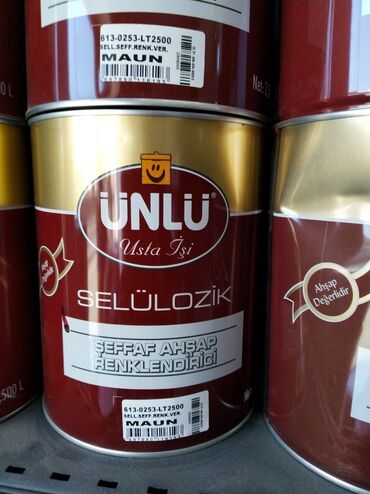 613-0253-LT2500
SELL.SEFF.RENK.VER.
MAUN
ÜNLÜ
Usta İşi
SELÜLOZİK
ŞEFFAF AHŞAP
RENKLENDİRİCİ
613-0253-LT2500
SELL.SEFF.RENK.VER.
MAUN
Ahşap
Değerlidir